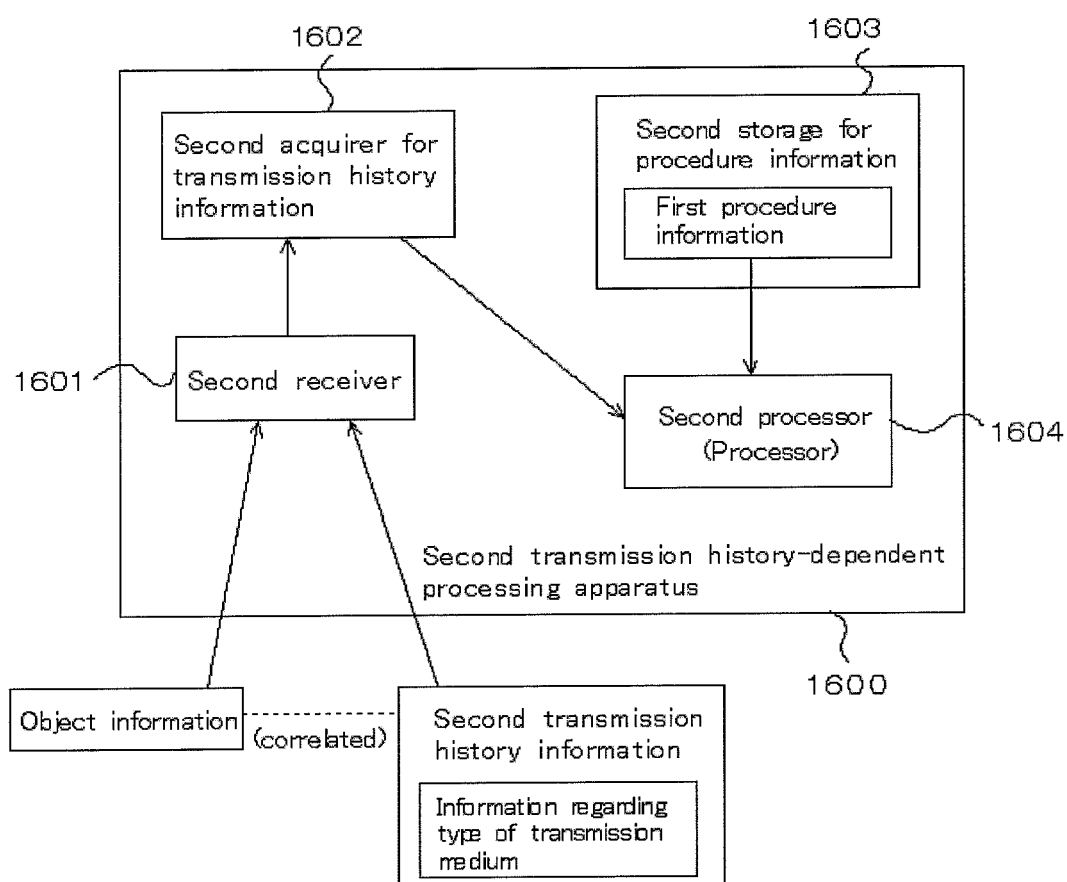 1602
1603
Second acquirer for
transmission history
information
Second storage for
procedure information
First procedure
information
1601
Second receiver
Second processor
(Processor)
1604
Second transmission history-dependent
processing apparatus
1600
Object information
(correlated)
Second transmission
history information
Information regarding
type of transmission
medium